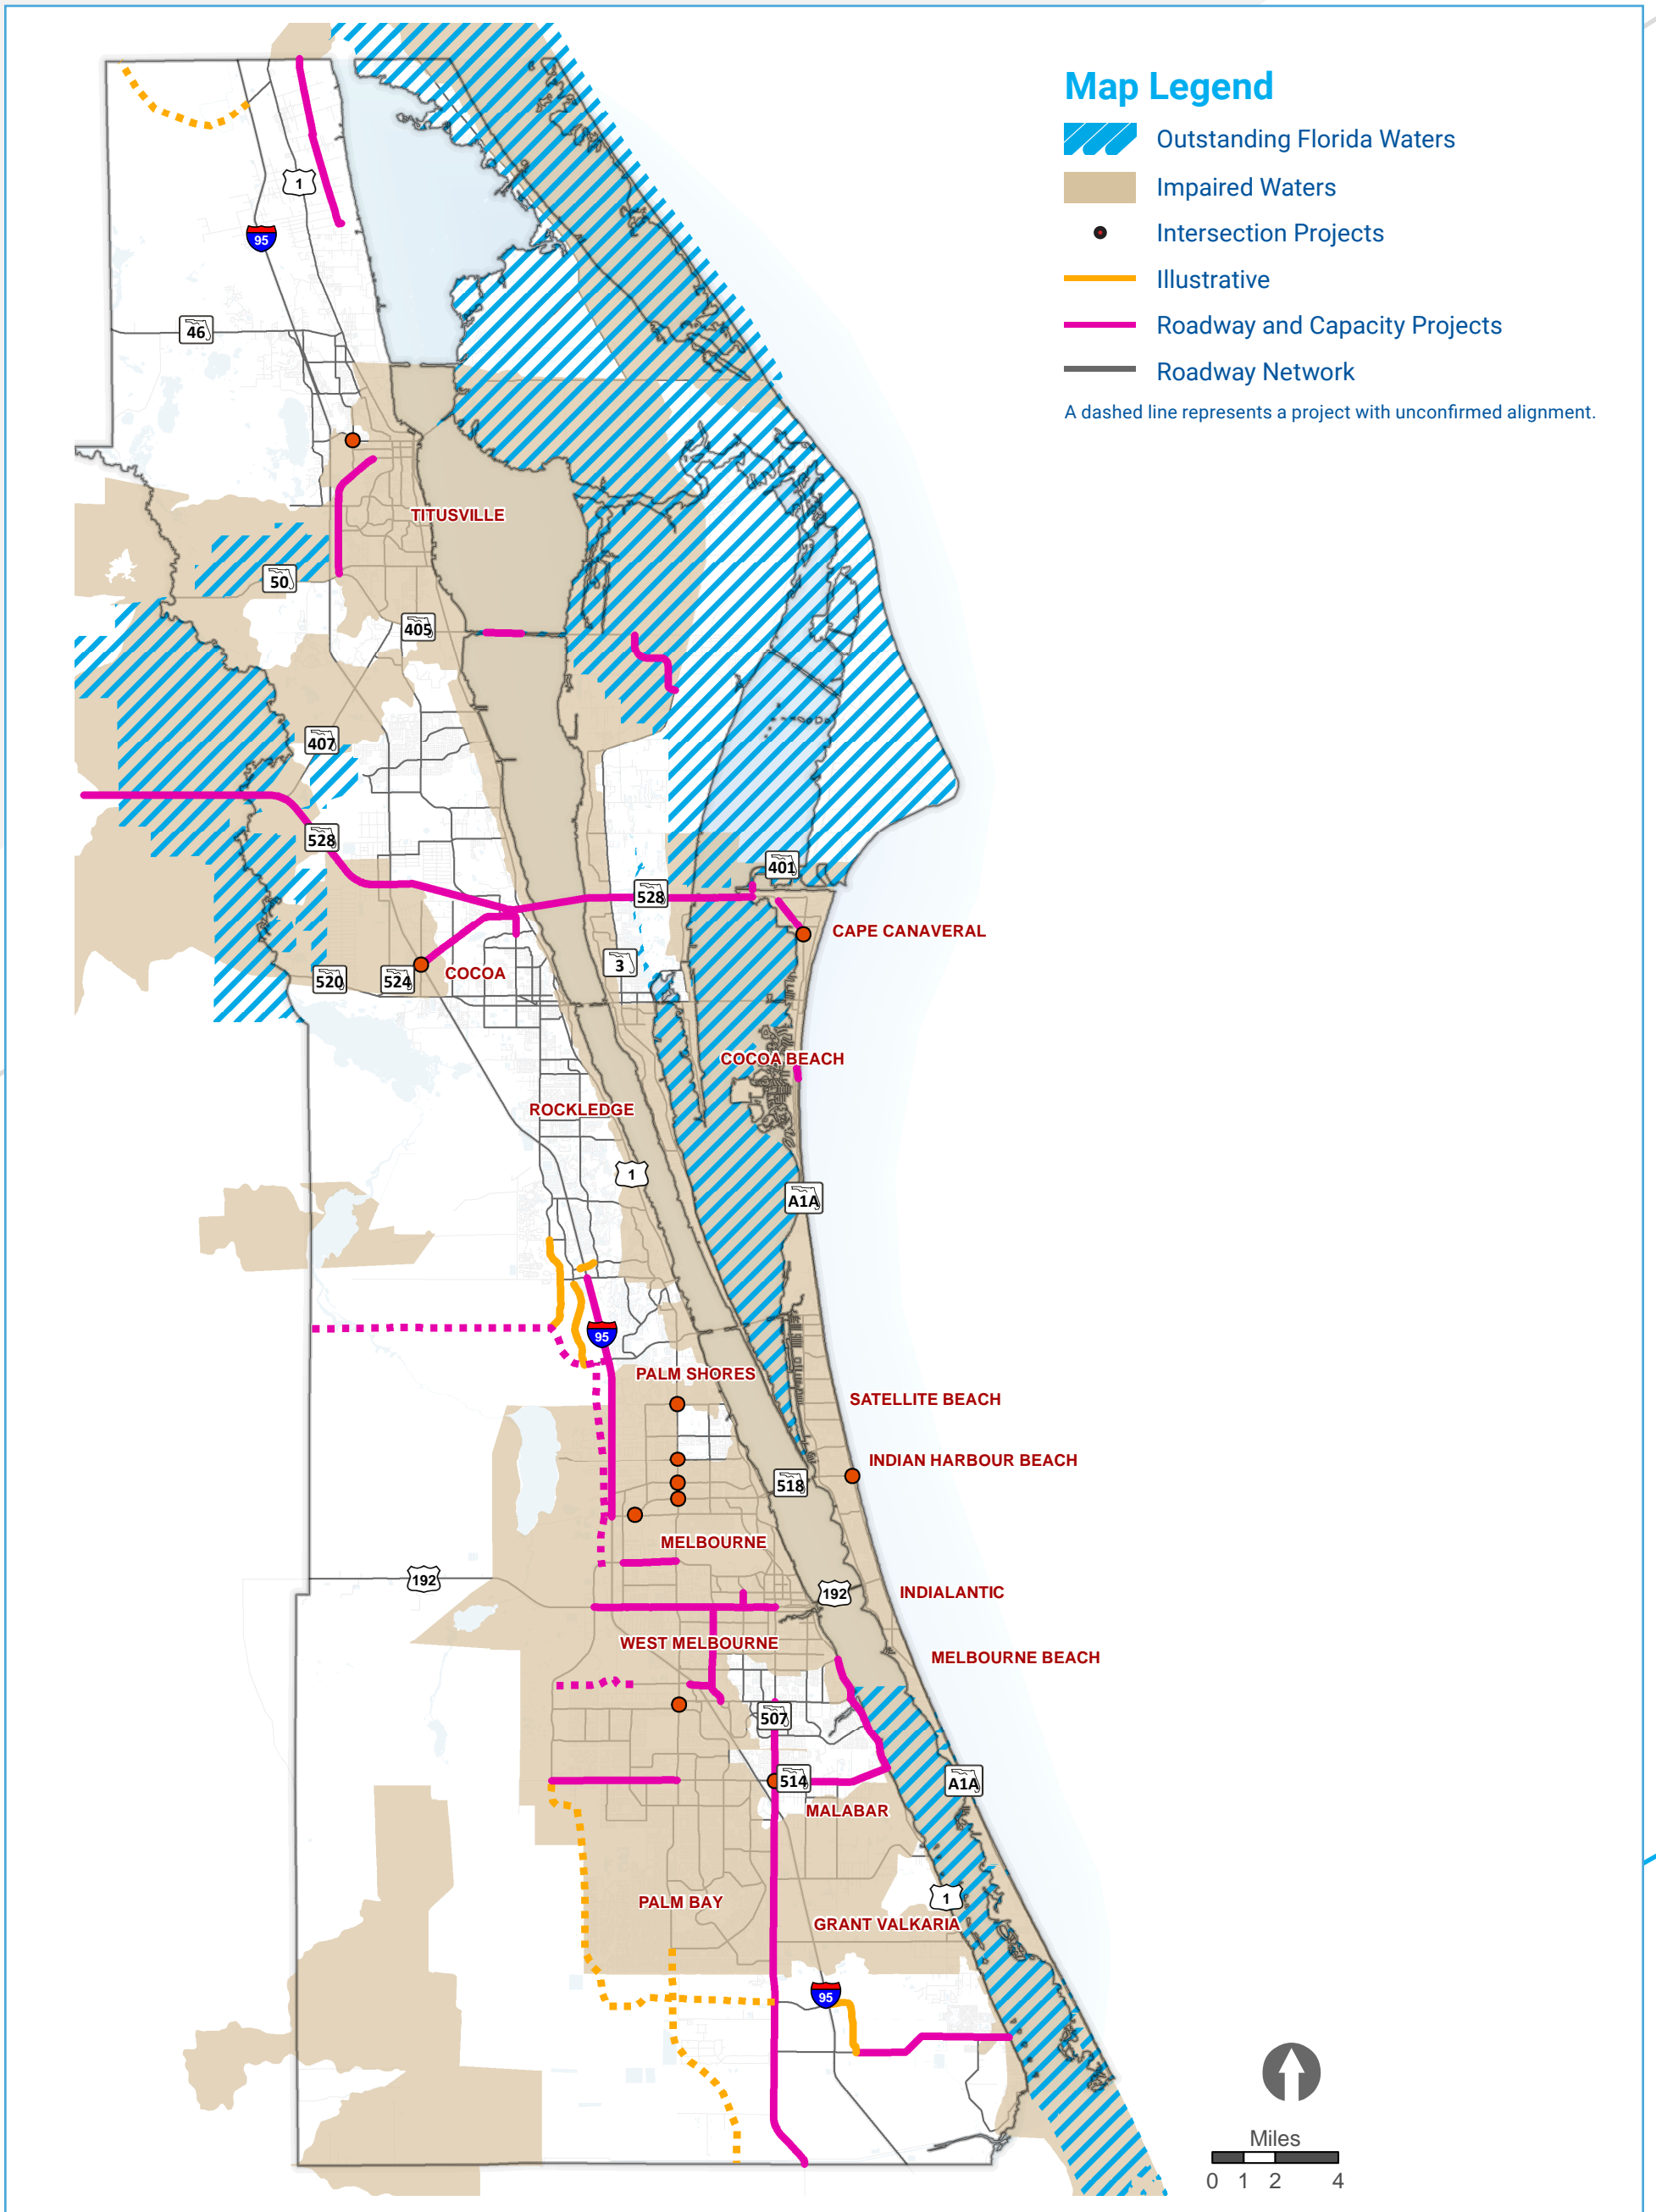 Map Legend
Outstanding Florida Waters
Impaired Waters
Intersection Projects
Illustrative
Roadway and Capacity Projects
Roadway Network
A dashed line represents a project with unconfirmed alignment.
1
95
46
TITUSVILLE
50
405
407
528
401
528
CAPE CANAVERAL
3
COCOA
520
524
COCOA BEACH
ROCKLEDGE
1
A1A
95
PALM SHORES
SATELLITE BEACH
INDIAN HARBOUR BEACH
518
MELBOURNE
192
192
INDIALANTIC
WEST MELBOURNE
MELBOURNE BEACH
507
514
A1A
MALABAR
PALM BAY
1
GRANT VALKARIA
95
Miles
0 1 2 4